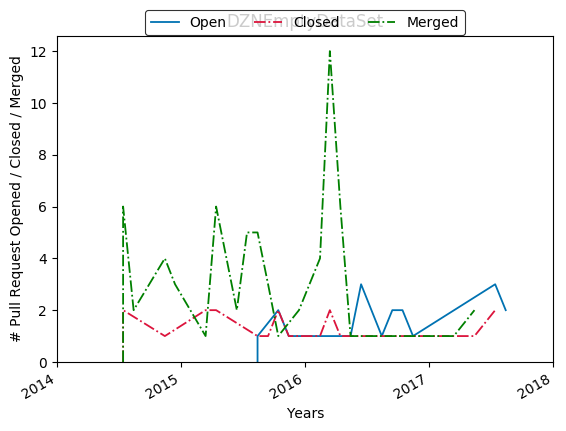 DZNEmptyDataSet
Open Closed Merged
# Pull Request Opened / Closed / Merged
12
10
8
6
4
2
0
2014 2015 2016 2017 2018
Years